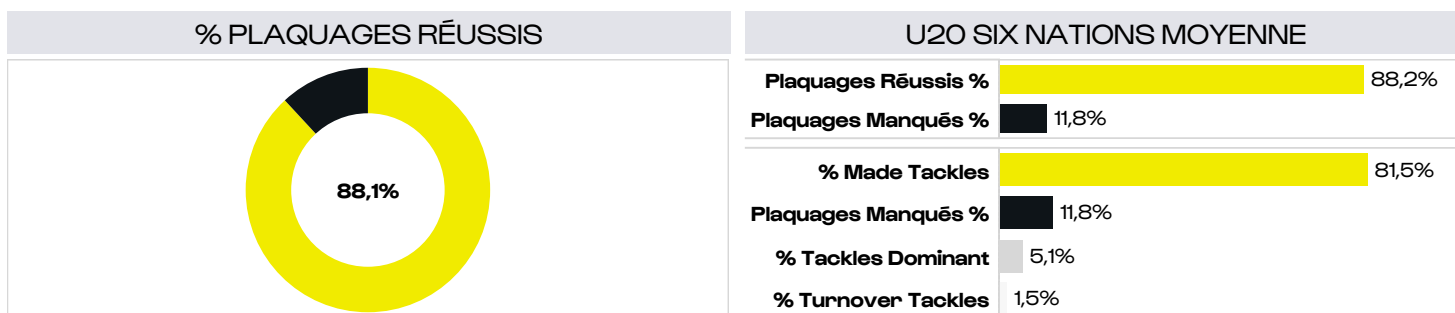 % PLAQUAGES RÉUSSIS
88,1%
U20 SIX NATIONS MOYENNE
Plaquages Réussis % 88,2%
Plaquages Manqués % 11,8%
% Made Tackles 81,5%
Plaquages Manqués % 11,8%
% Tackles Dominant 5,1%
% Turnover Tackles 1,5%